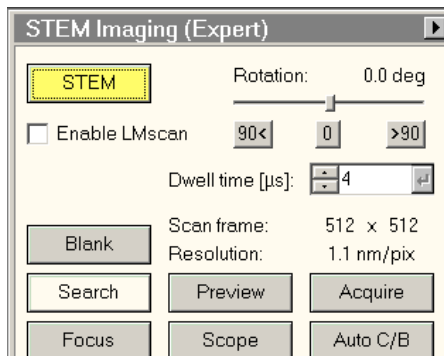 STEM Imaging (Expert)
STEM
Rotation: 0.0 deg
Enable LMscan
90< 0 >90
Dwell time [µs]: 4
Scan frame: 512 x 512
Blank
Resolution: 1.1 nm/pix
Search Preview Acquire
Focus Scope Auto C/B